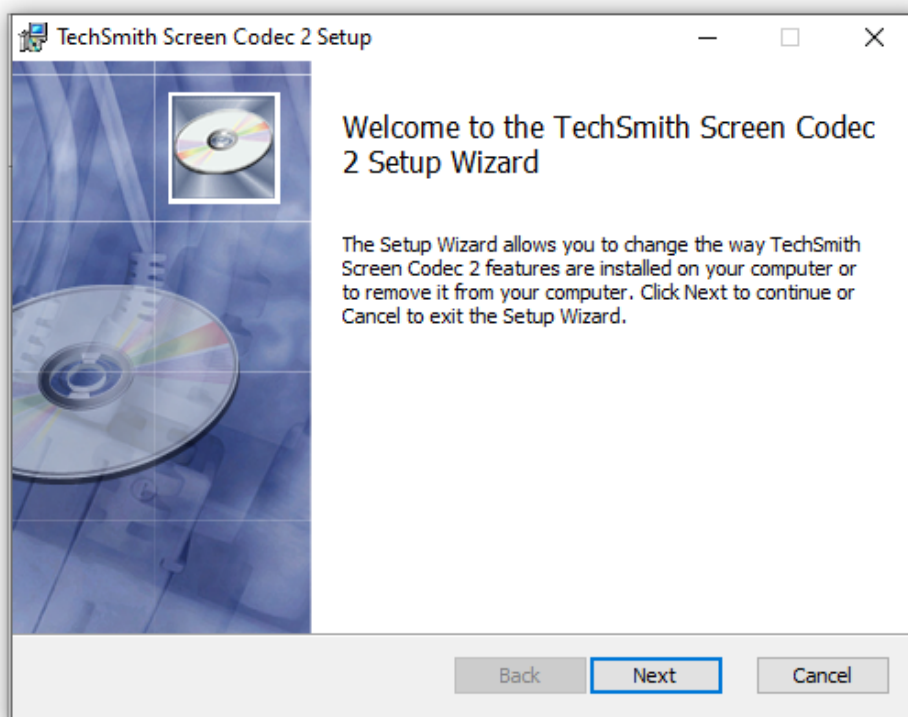 TechSmith Screen Codec 2 Setup
Welcome to the TechSmith Screen Codec
2 Setup Wizard
The Setup Wizard allows you to change the way TechSmith
Screen Codec 2 features are installed on your computer or
to remove it from your computer. Click Next to continue or
Cancel to exit the Setup Wizard.
Back Next Cancel